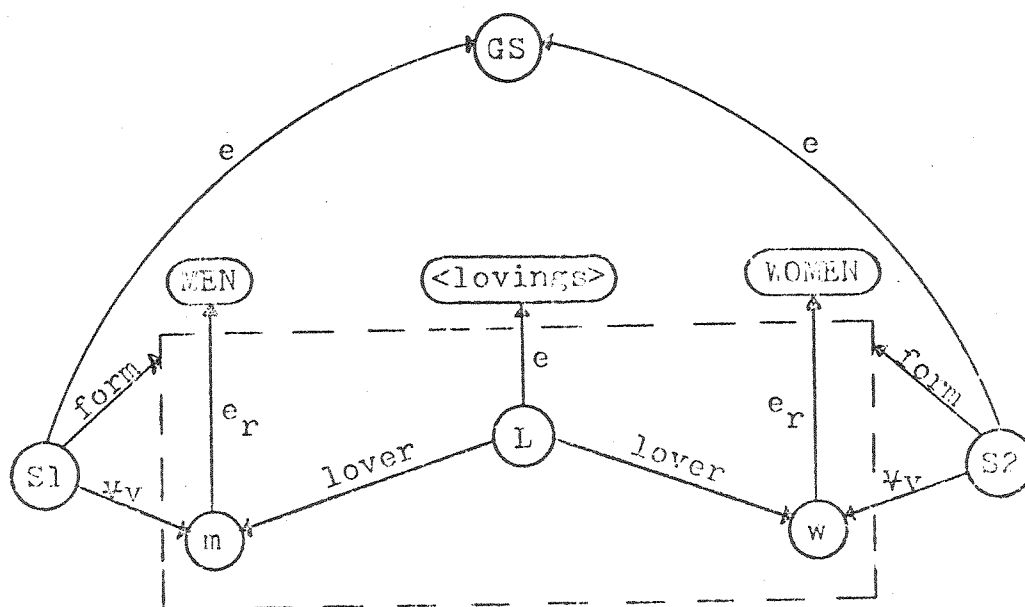 GS
e e
MEN <lovings> WOMEN
form e form
e_r e_r
L
lover lover
S1 S2
∀v ∀v
m w